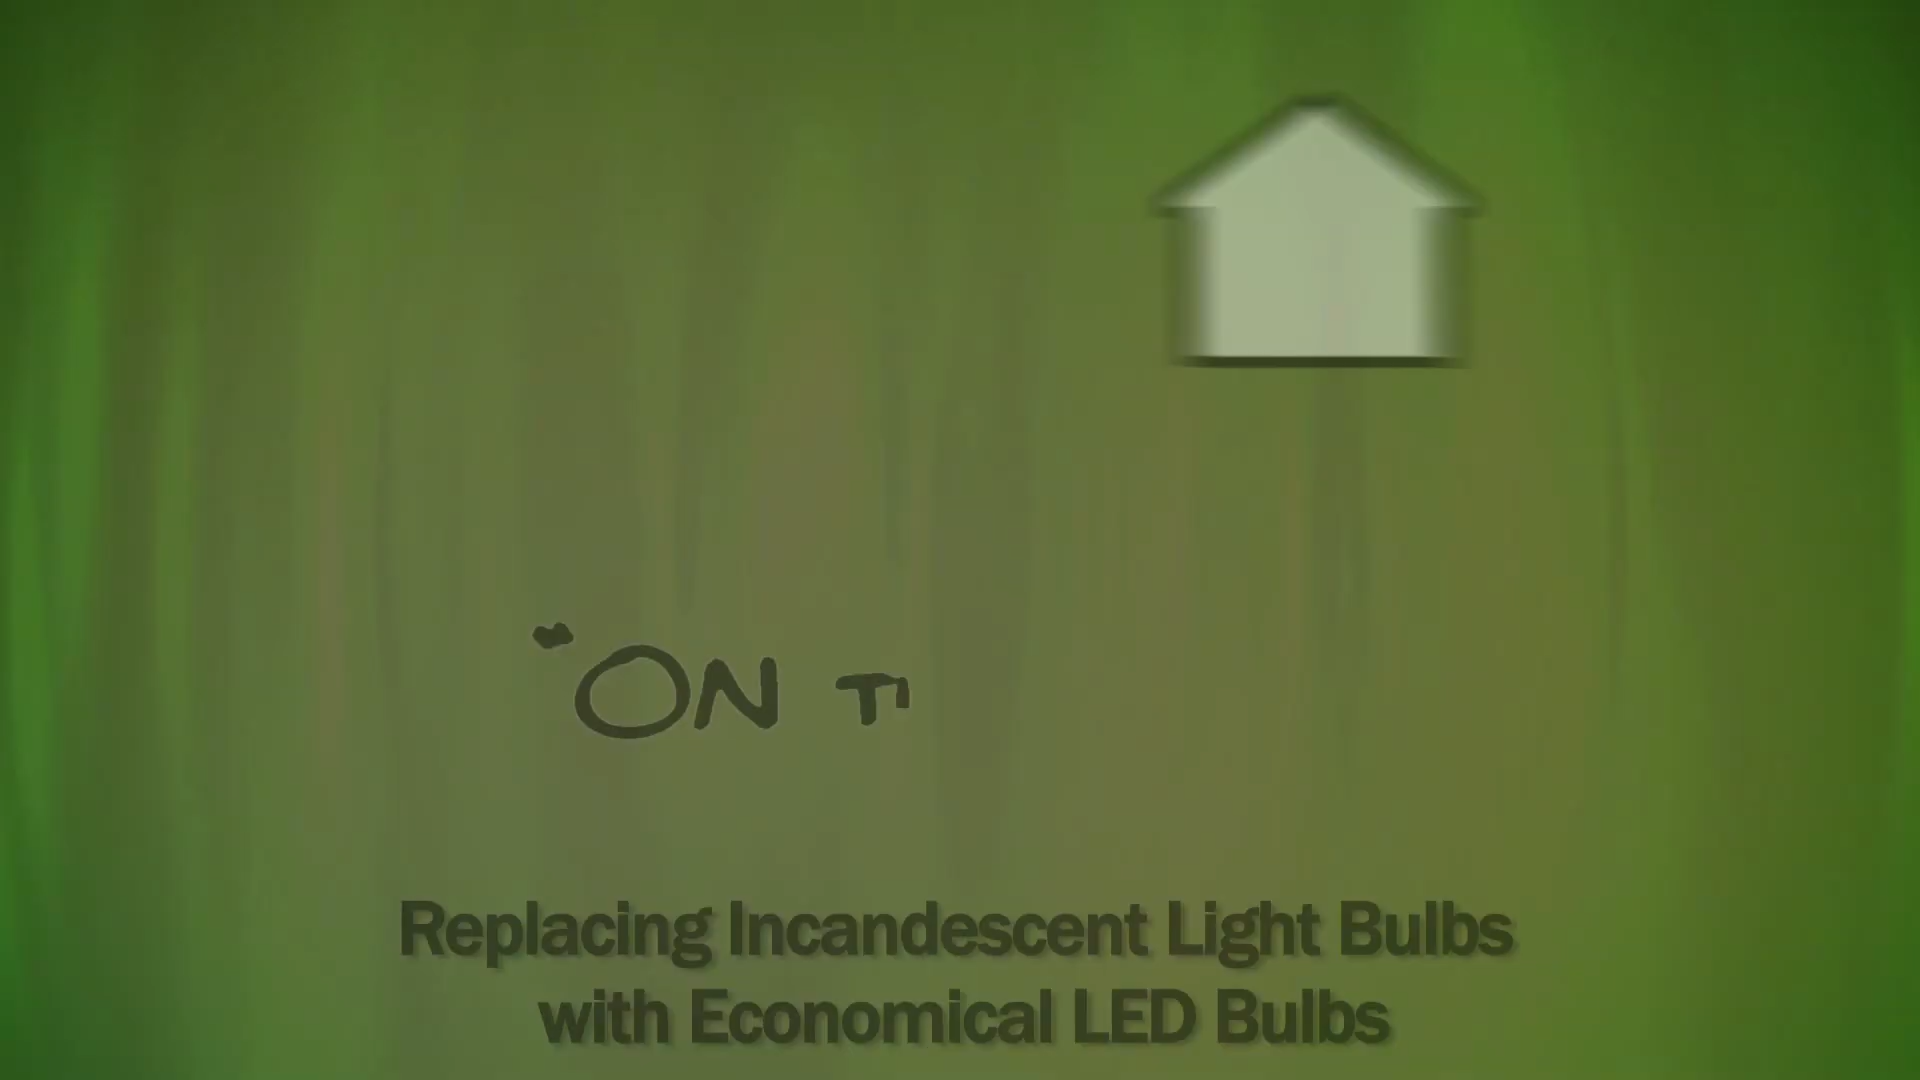 "ON T
Replacing Incandescent Light Bulbs
with Economical LED Bulbs